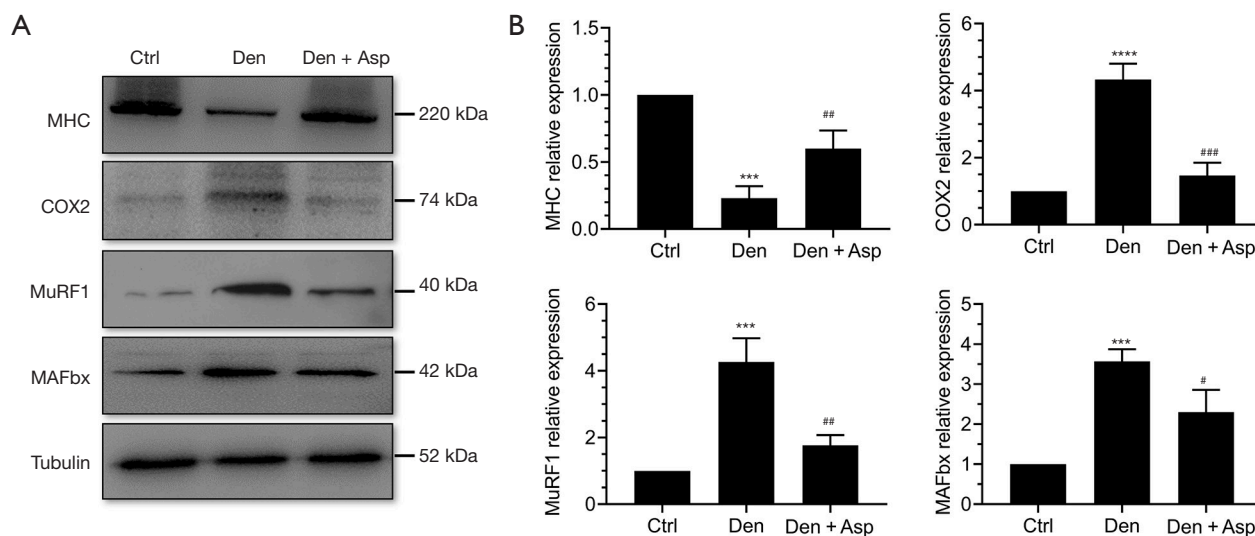 A
Ctrl Den Den + Asp
MHC 220 kDa
COX2 74 kDa
MuRF1 40 kDa
MAFbx 42 kDa
Tubulin 52 kDa
B
MHC relative expression
1.5
1.0
0.5
0.0
***
##
Ctrl Den Den + Asp
COX2 relative expression
6
4
2
0
****
###
Ctrl Den Den + Asp
MuRF1 relative expression
6
4
2
0
***
##
Ctrl Den Den + Asp
MAFbx relative expression
5
4
3
2
1
0
***
#
Ctrl Den Den + Asp